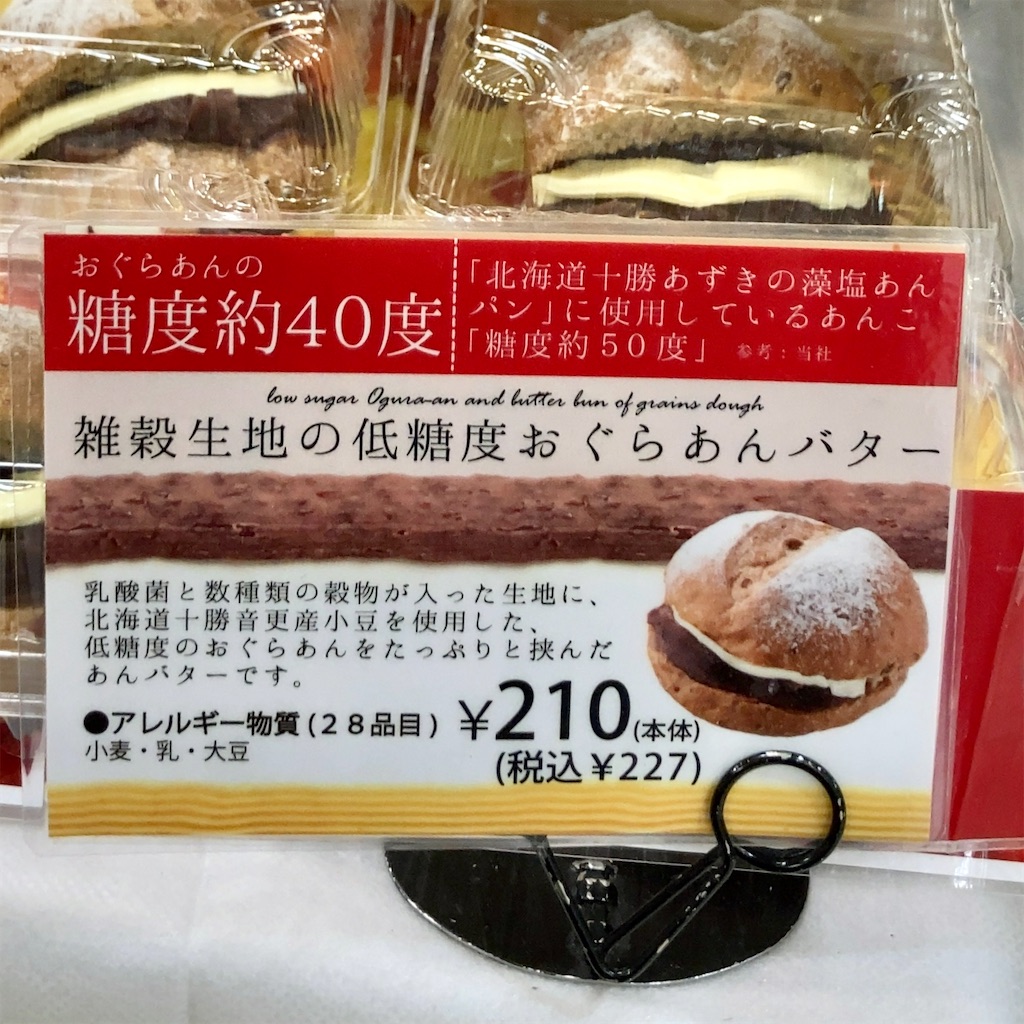 おぐらあんの
糖度約40度
「北海道十勝あずきの藻塩あん
パン」に使用しているあんこ
「糖度約50度」 参考：当社
low sugar Ogura-an and butter bun of grains dough
雑穀生地の低糖度おぐらあんバター
乳酸菌と数種類の穀物が入った生地に、
北海道十勝音更産小豆を使用した、
低糖度のおぐらあんをたっぷりと挟んだ
あんバターです。
●アレルギー物質(28品目)
小麦・乳・大豆
¥210(本体)
(税込¥227)